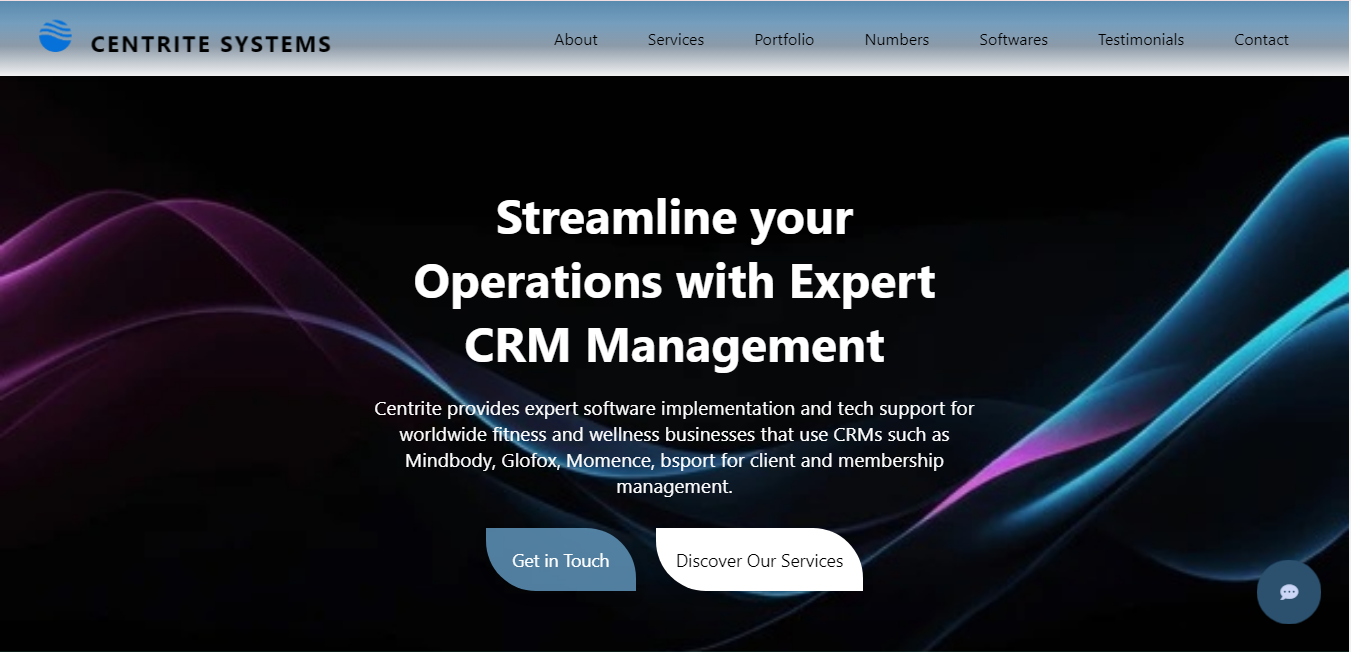 CENTRITE SYSTEMS
About Services Portfolio Numbers Softwares Testimonials Contact
Streamline your
Operations with Expert
CRM Management
Centrite provides expert software implementation and tech support for
worldwide fitness and wellness businesses that use CRMs such as
Mindbody, Glofox, Momence, bsport for client and membership
management.
Get in Touch
Discover Our Services